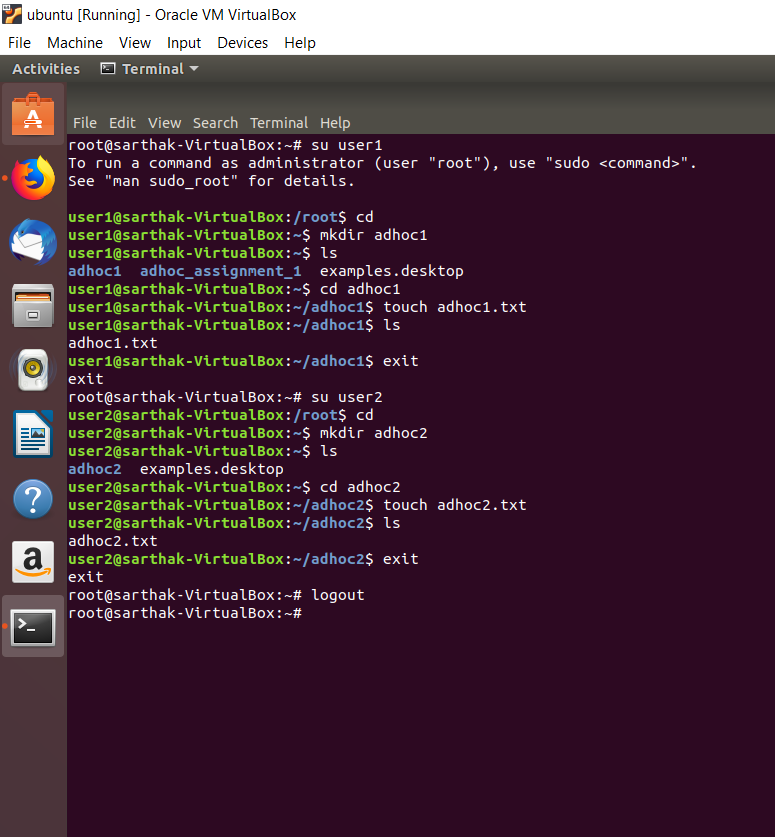 ubuntu [Running] - Oracle VM VirtualBox
File Machine View Input Devices Help
Activities Terminal
File Edit View Search Terminal Help
root@sarthak-VirtualBox:~# su user1
To run a command as administrator (user "root"), use "sudo <command>".
See "man sudo_root" for details.
user1@sarthak-VirtualBox:/root$ cd
user1@sarthak-VirtualBox:~$ mkdir adhoc1
user1@sarthak-VirtualBox:~$ ls
adhoc1  adhoc_assignment_1  examples.desktop
user1@sarthak-VirtualBox:~$ cd adhoc1
user1@sarthak-VirtualBox:~/adhoc1$ touch adhoc1.txt
user1@sarthak-VirtualBox:~/adhoc1$ ls
adhoc1.txt
user1@sarthak-VirtualBox:~/adhoc1$ exit
exit
root@sarthak-VirtualBox:~# su user2
user2@sarthak-VirtualBox:/root$ cd
user2@sarthak-VirtualBox:~$ mkdir adhoc2
user2@sarthak-VirtualBox:~$ ls
adhoc2  examples.desktop
user2@sarthak-VirtualBox:~$ cd adhoc2
user2@sarthak-VirtualBox:~/adhoc2$ touch adhoc2.txt
user2@sarthak-VirtualBox:~/adhoc2$ ls
adhoc2.txt
user2@sarthak-VirtualBox:~/adhoc2$ exit
exit
root@sarthak-VirtualBox:~# logout
root@sarthak-VirtualBox:~#